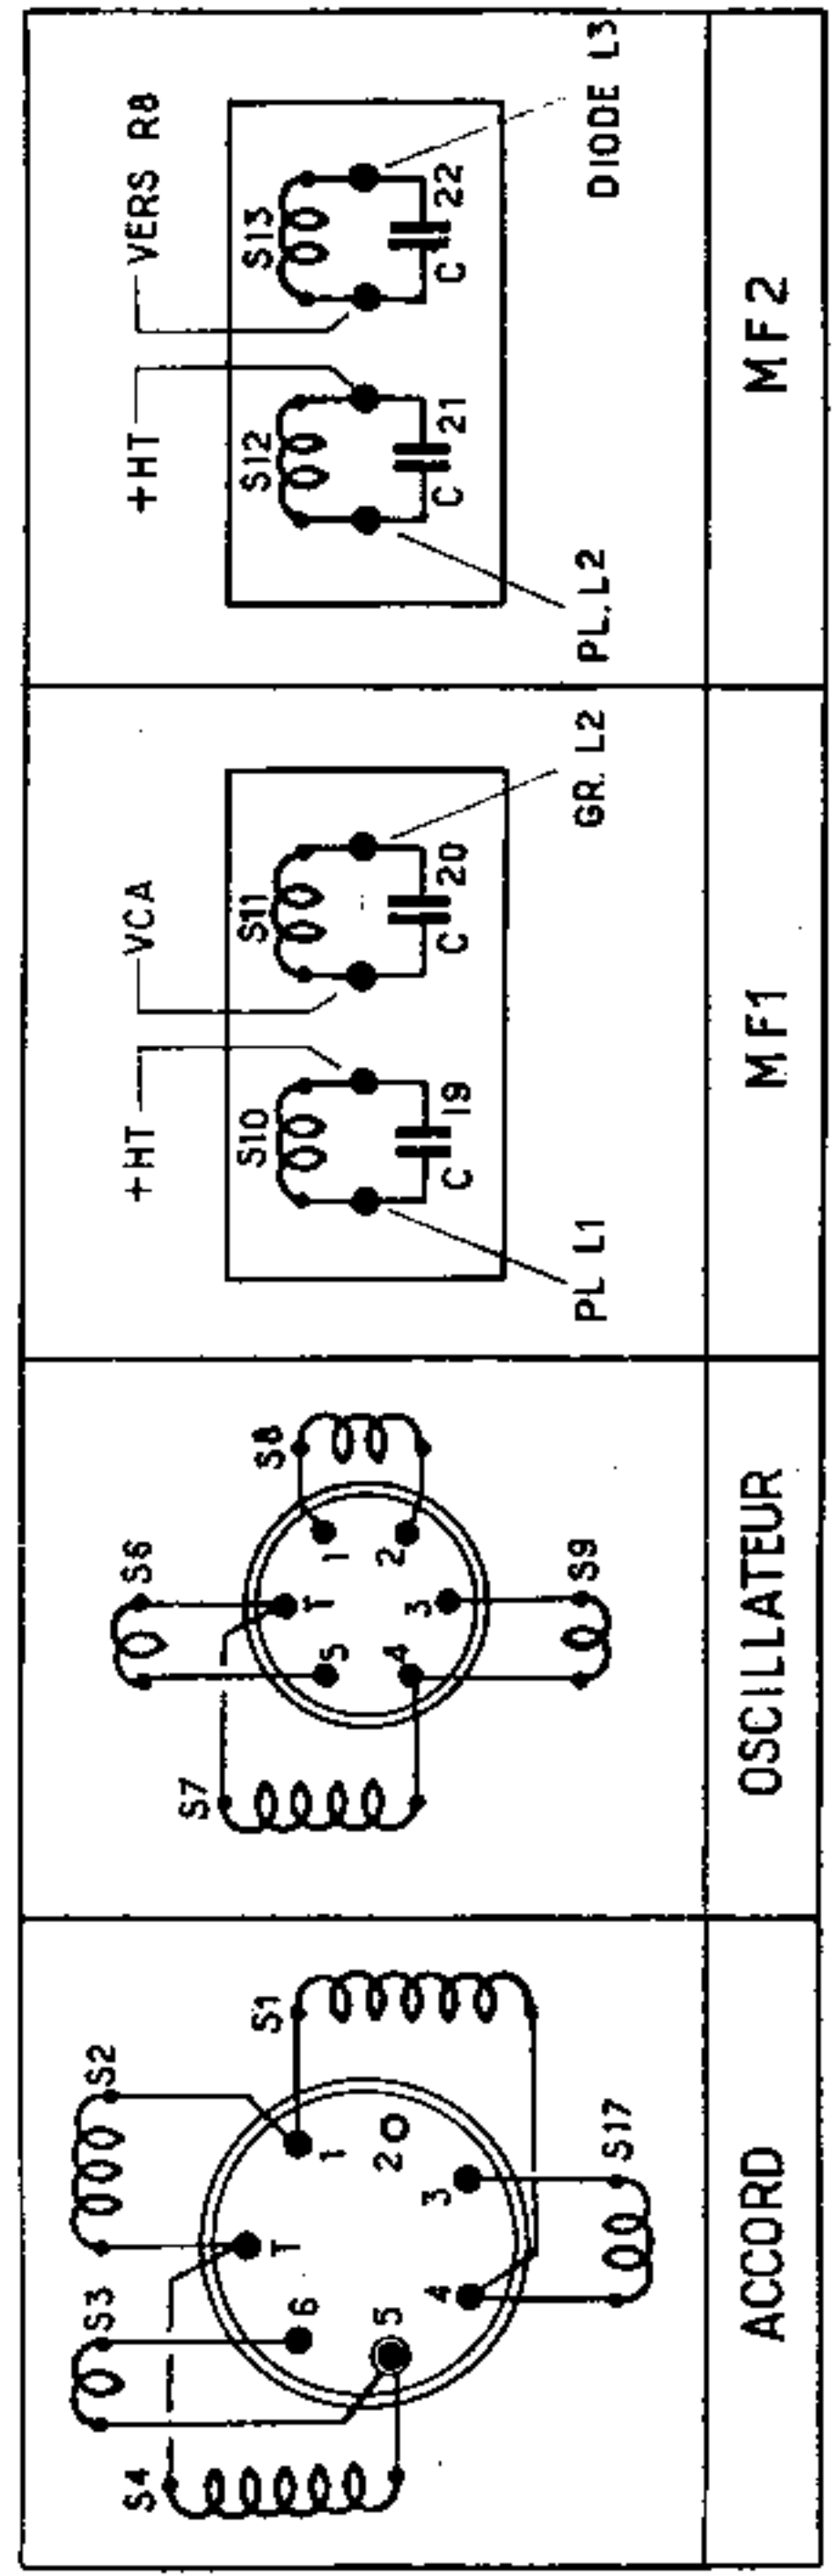 S4
S3
S2
S1
T
6
1
5
2
4
3
S17
ACCORD
S7
S6
S8
T
5
1
4
2
3
S9
OSCILLATEUR
+HT
VCA
S10
S11
C 19
C 20
PL L1
GR. L2
MF1
+HT
VERS R8
S12
S13
C 21
C 22
PL. L2
DIODE L3
MF2